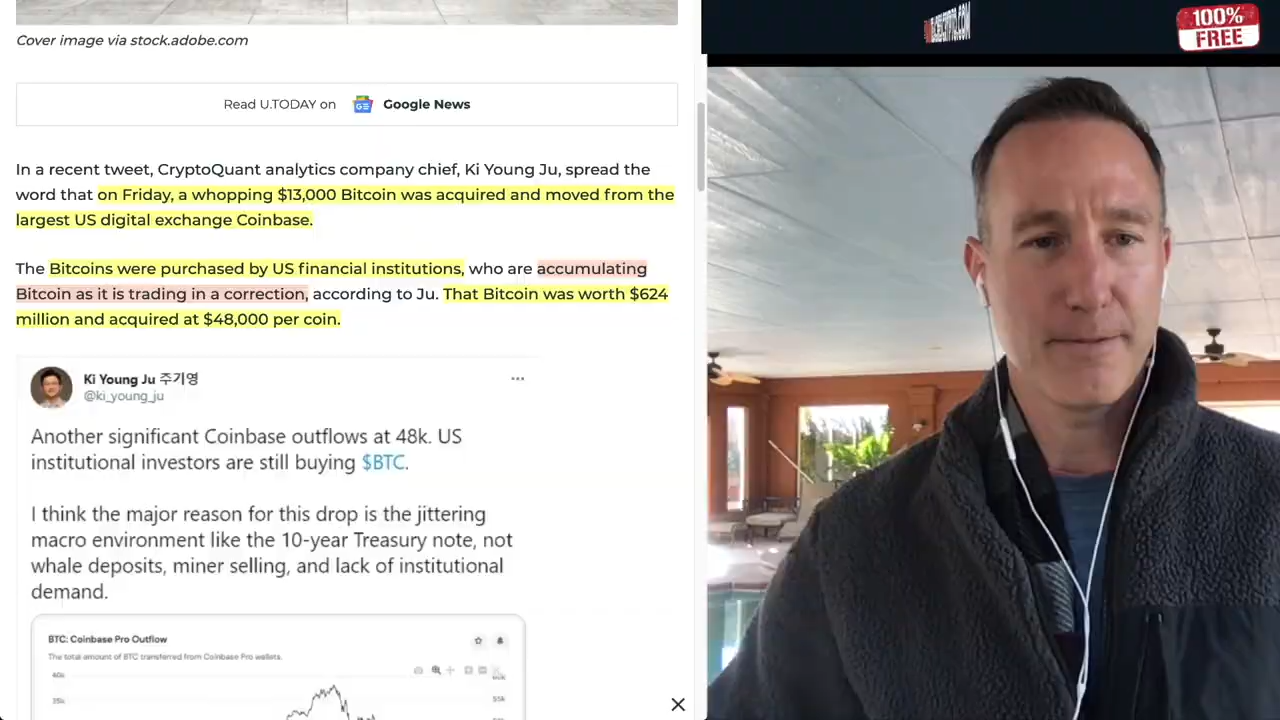 Cover image via stock.adobe.com
Read U.TODAY on Google News
In a recent tweet, CryptoQuant analytics company chief, Ki Young Ju, spread the
word that on Friday, a whopping $13,000 Bitcoin was acquired and moved from the
largest US digital exchange Coinbase.
The Bitcoins were purchased by US financial institutions, who are accumulating
Bitcoin as it is trading in a correction, according to Ju. That Bitcoin was worth $624
million and acquired at $48,000 per coin.
Ki Young Ju 주기영
@ki_young_ju
Another significant Coinbase outflows at 48k. US
institutional investors are still buying $BTC.
I think the major reason for this drop is the jittering
macro environment like the 10-year Treasury note, not
whale deposits, miner selling, and lack of institutional
demand.
BTC: Coinbase Pro Outflow
The total amount of BTC transferred from Coinbase Pro wallets.
40k
60k
35k
55k
100%
FREE